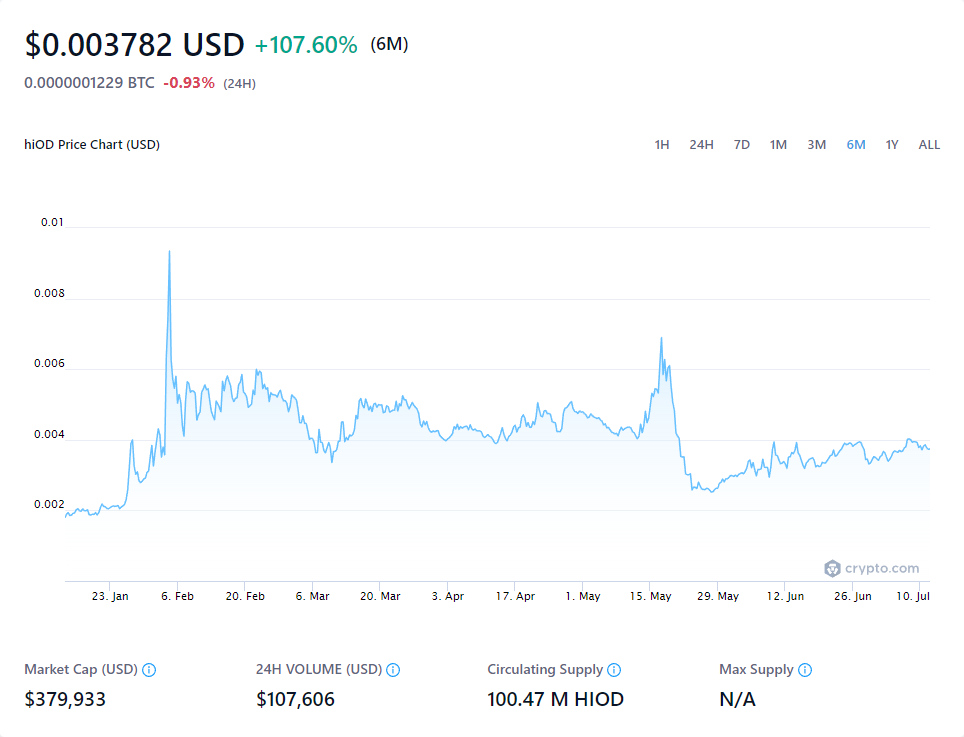 $0.003782 USD +107.60% (6M)
0.0000001229 BTC -0.93% (24H)
hiOD Price Chart (USD) 1H 24H 7D 1M 3M 6M 1Y ALL
0.01
0.008
0.006
0.004
0.002
crypto.com
23. Jan 6. Feb 20. Feb 6. Mar 20. Mar 3. Apr 17. Apr 1. May 15. May 29. May 12. Jun 26. Jun 10. Jul
Market Cap (USD) 24H VOLUME (USD) Circulating Supply Max Supply
$379,933 $107,606 100.47 M HIOD N/A